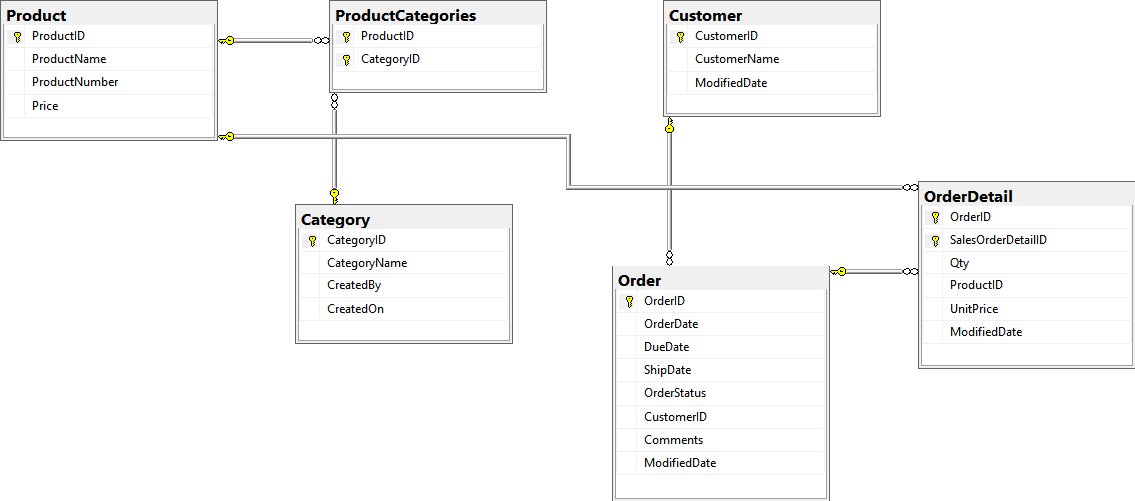 Product
ProductID
ProductName
ProductNumber
Price
ProductCategories
ProductID
CategoryID
Customer
CustomerID
CustomerName
ModifiedDate
Category
CategoryID
CategoryName
CreatedBy
CreatedOn
Order
OrderID
OrderDate
DueDate
ShipDate
OrderStatus
CustomerID
Comments
ModifiedDate
OrderDetail
OrderID
SalesOrderDetailID
Qty
ProductID
UnitPrice
ModifiedDate